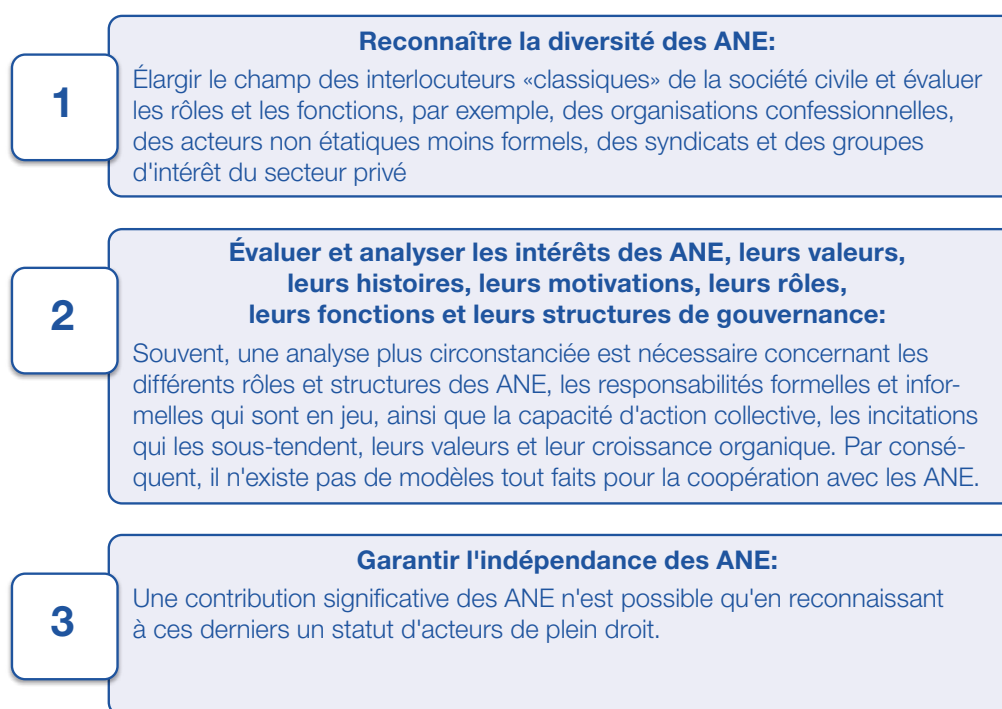 1
Reconnaître la diversité des ANE:
Élargir le champ des interlocuteurs «classiques» de la société civile et évaluer
les rôles et les fonctions, par exemple, des organisations confessionnelles,
des acteurs non étatiques moins formels, des syndicats et des groupes
d'intérêt du secteur privé
2
Évaluer et analyser les intérêts des ANE, leurs valeurs,
leurs histoires, leurs motivations, leurs rôles,
leurs fonctions et leurs structures de gouvernance:
Souvent, une analyse plus circonstanciée est nécessaire concernant les
différents rôles et structures des ANE, les responsabilités formelles et infor-
melles qui sont en jeu, ainsi que la capacité d'action collective, les incitations
qui les sous-tendent, leurs valeurs et leur croissance organique. Par consé-
quent, il n'existe pas de modèles tout faits pour la coopération avec les ANE.
3
Garantir l'indépendance des ANE:
Une contribution significative des ANE n'est possible qu'en reconnaissant
à ces derniers un statut d'acteurs de plein droit.